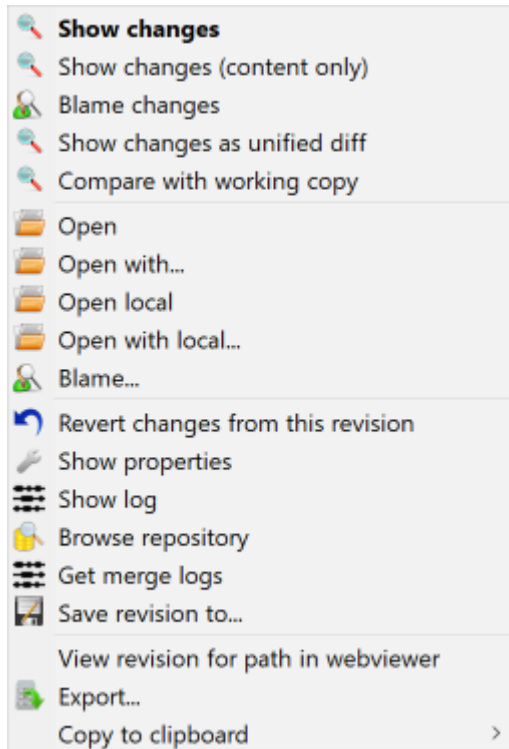 Show changes
Show changes (content only)
Blame changes
Show changes as unified diff
Compare with working copy
Open
Open with...
Open local
Open with local...
Blame...
Revert changes from this revision
Show properties
Show log
Browse repository
Get merge logs
Save revision to...
View revision for path in webviewer
Export...
Copy to clipboard